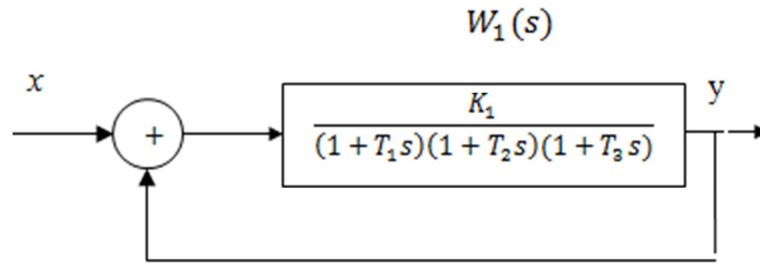 W₁(s)
x
y
+
K₁
(1 + T₁s)(1 + T₂s)(1 + T₃s)